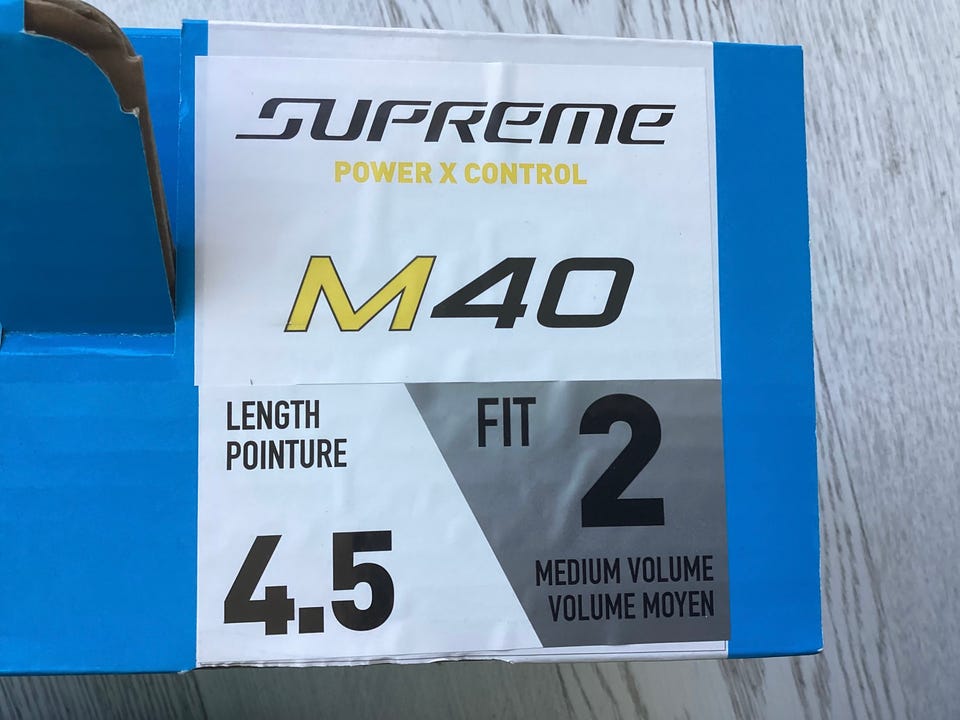 SUPREME
POWER X CONTROL
M40
LENGTH
POINTURE
4.5
FIT 2
MEDIUM VOLUME
VOLUME MOYEN